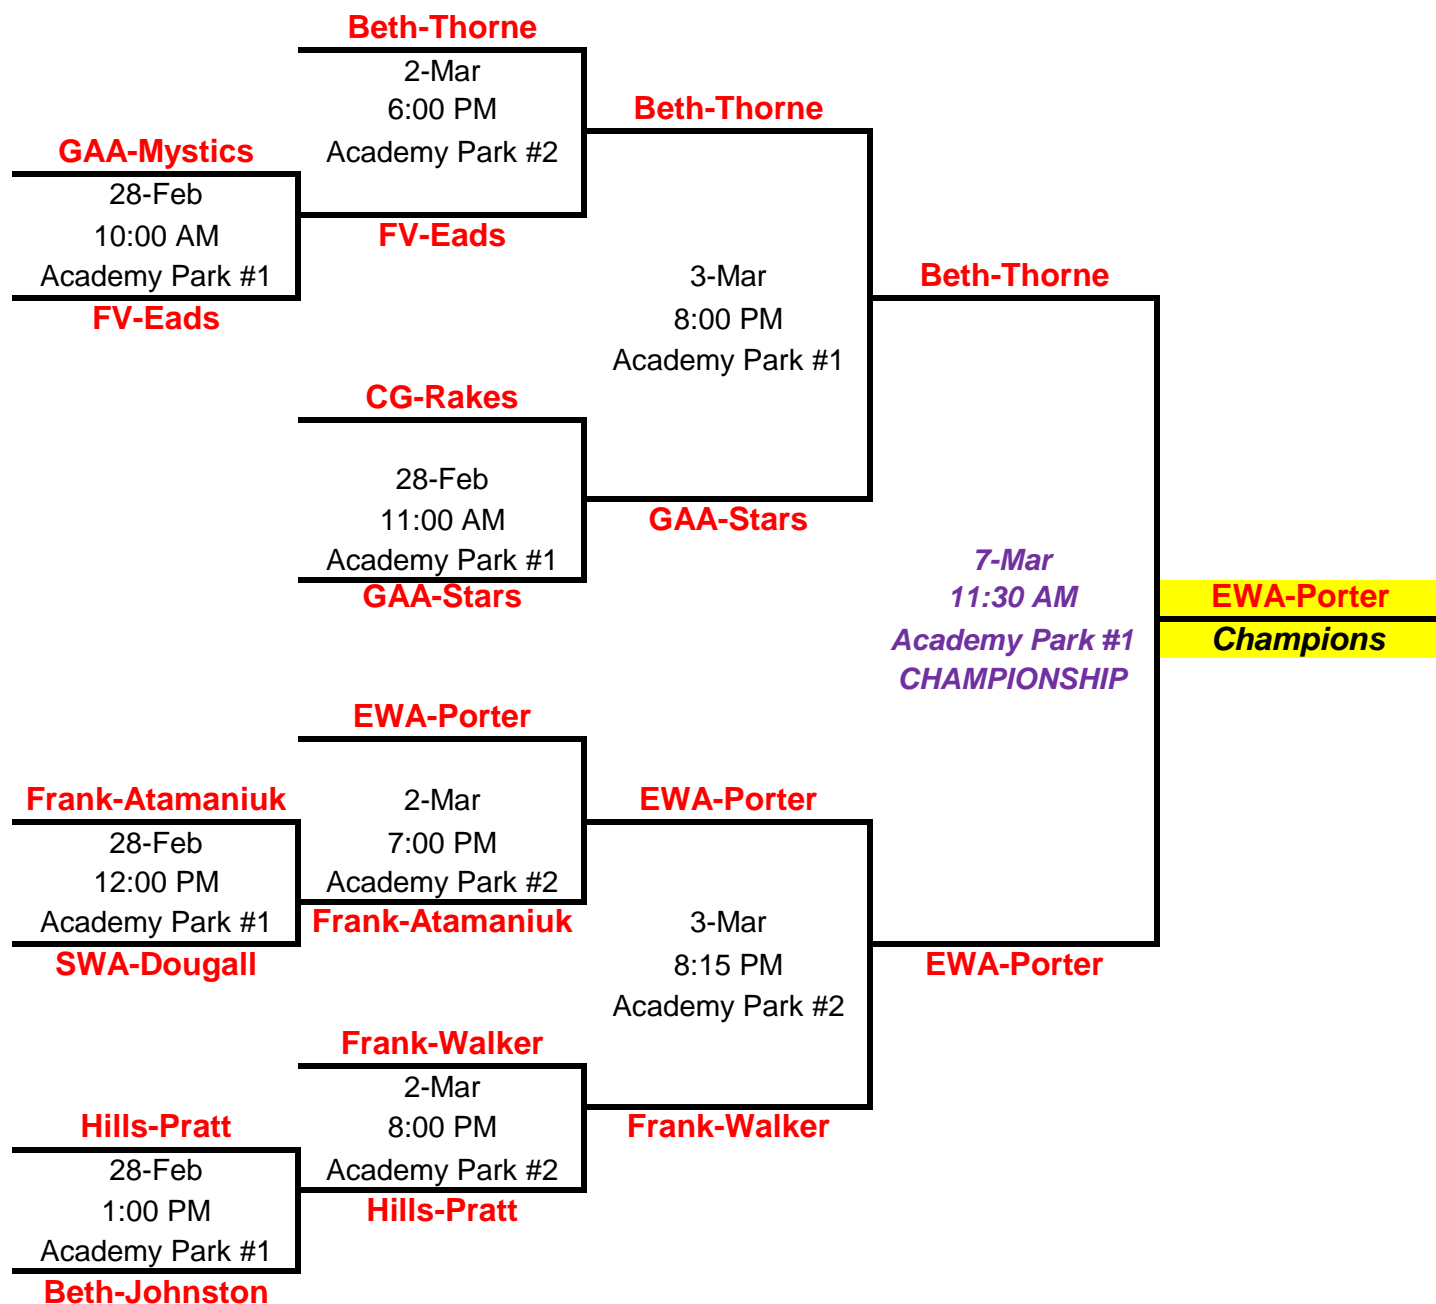 Beth-Thorne
2-Mar
6:00 PM
Academy Park #2
FV-Eads
GAA-Mystics
28-Feb
10:00 AM
Academy Park #1
FV-Eads
Beth-Thorne
3-Mar
8:00 PM
Academy Park #1
GAA-Stars
CG-Rakes
28-Feb
11:00 AM
Academy Park #1
GAA-Stars
Beth-Thorne
7-Mar
11:30 AM
Academy Park #1
CHAMPIONSHIP
EWA-Porter
EWA-Porter
Champions
EWA-Porter
2-Mar
7:00 PM
Academy Park #2
Frank-Atamaniuk
Frank-Atamaniuk
28-Feb
12:00 PM
Academy Park #1
SWA-Dougall
EWA-Porter
3-Mar
8:15 PM
Academy Park #2
Frank-Walker
Frank-Walker
2-Mar
8:00 PM
Academy Park #2
Hills-Pratt
Hills-Pratt
28-Feb
1:00 PM
Academy Park #1
Beth-Johnston